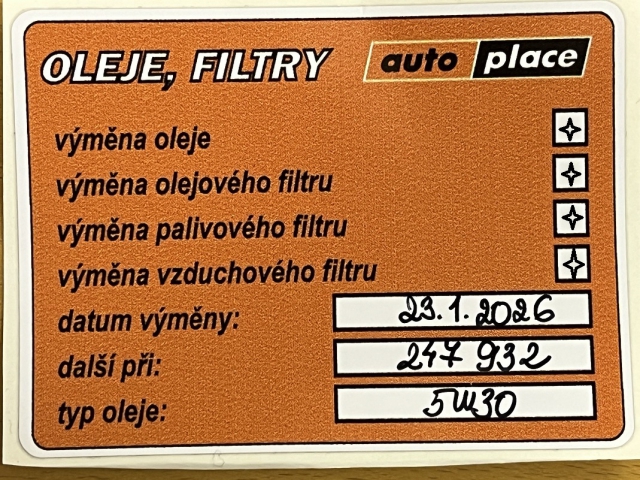 OLEJE, FILTRY auto place
výměna oleje
výměna olejového filtru
výměna palivového filtru
výměna vzduchového filtru
datum výměny: 23.1.2026
další při: 247 932
typ oleje: 5W30